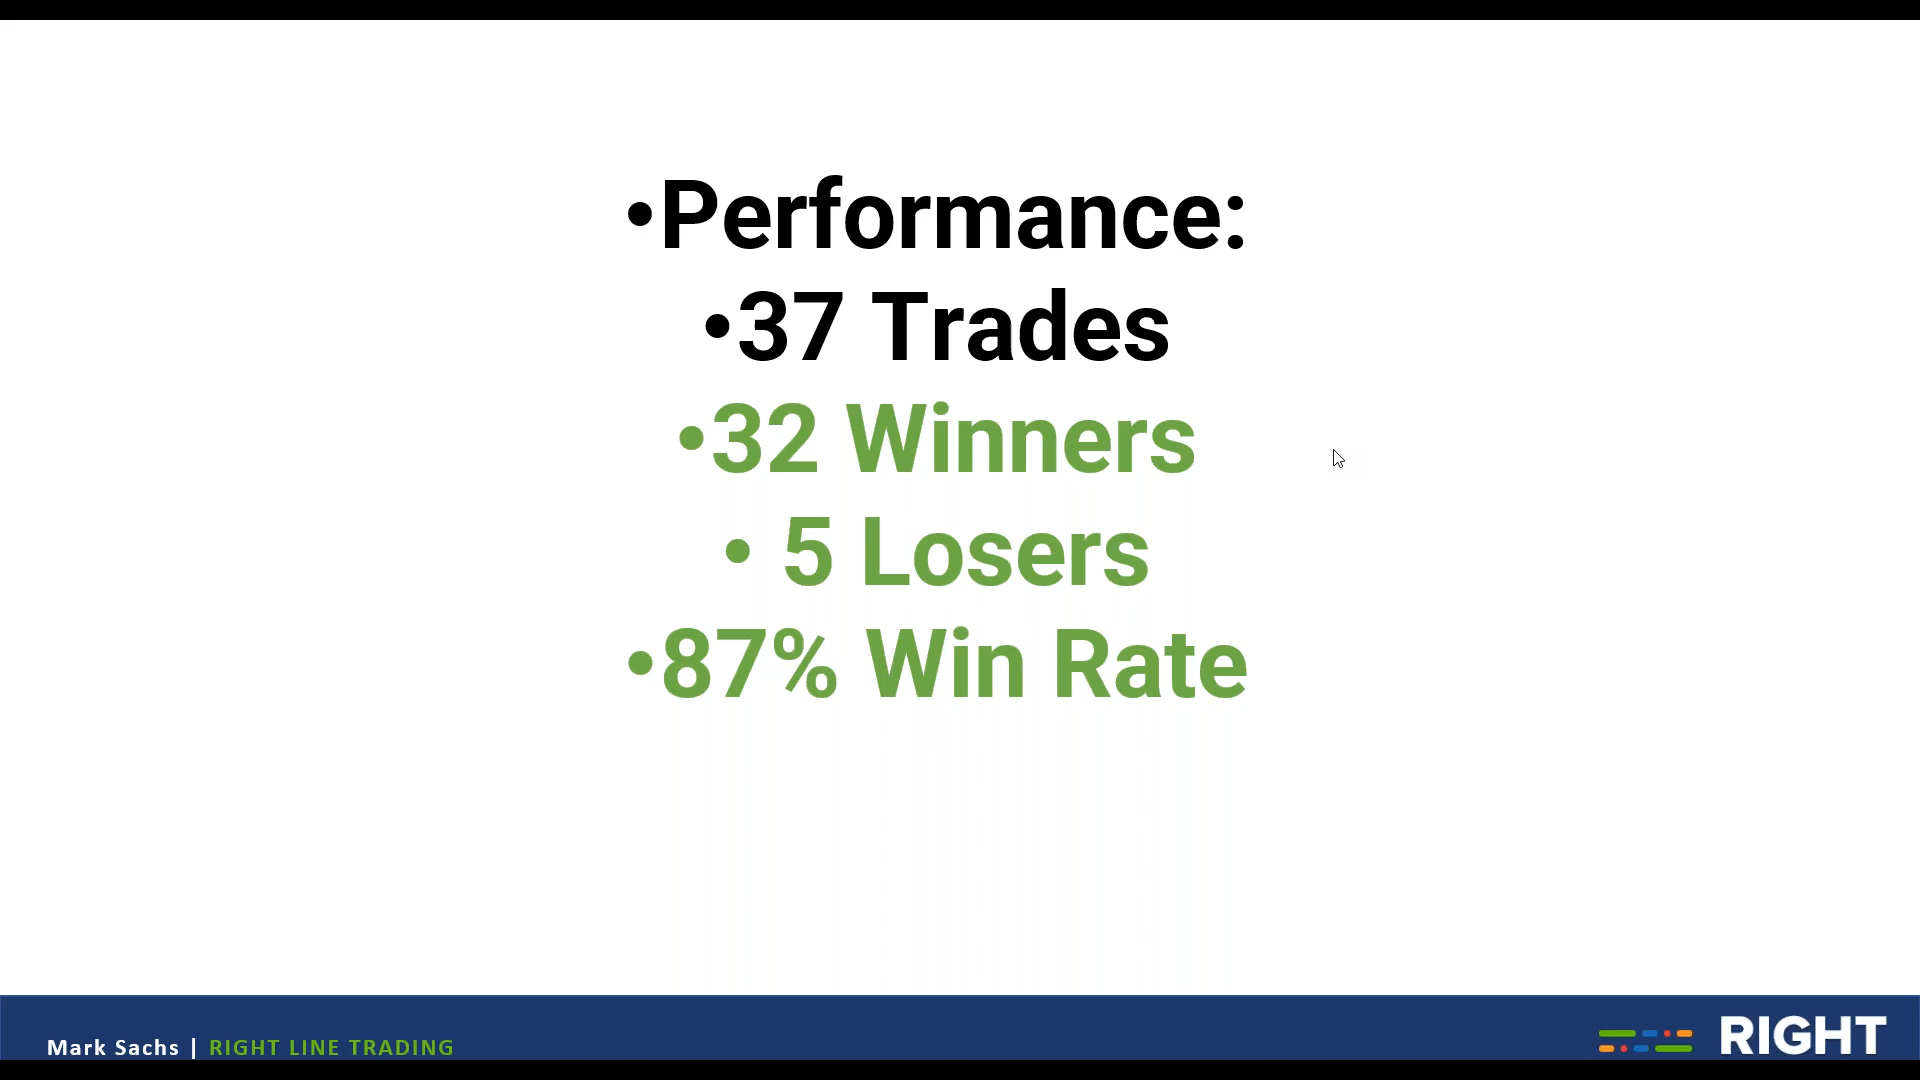 •Performance:
•37 Trades
•32 Winners
• 5 Losers
•87% Win Rate
Mark Sachs | RIGHT LINE TRADING
RIGHT